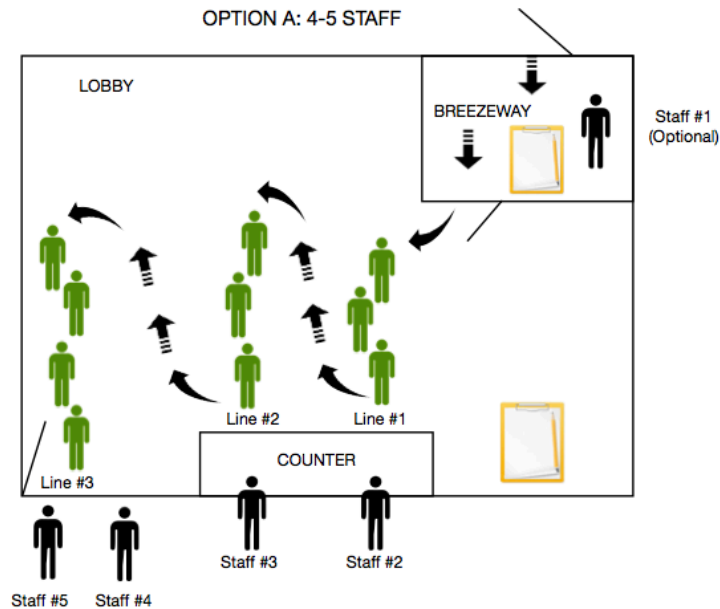 OPTION A: 4-5 STAFF
LOBBY
BREEZEWAY
Staff #1
(Optional)
Line #2
Line #1
COUNTER
Line #3
Staff #3
Staff #2
Staff #5
Staff #4